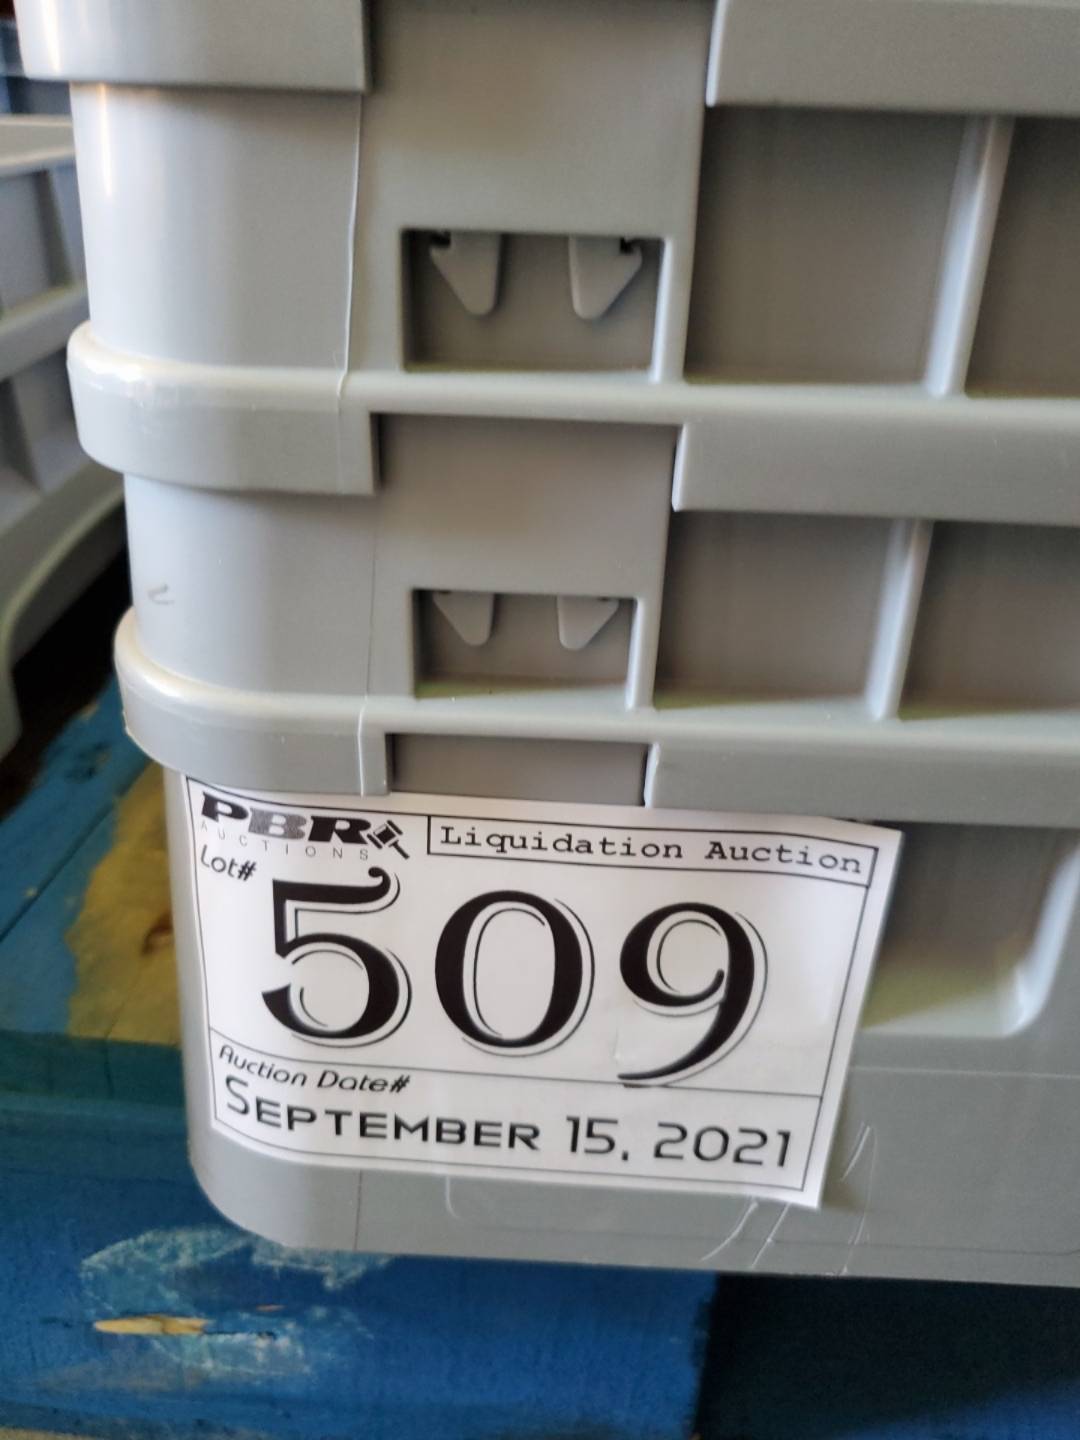 PBR
AUCTIONS
Liquidation Auction
Lot#
509
Auction Date#
SEPTEMBER 15, 2021